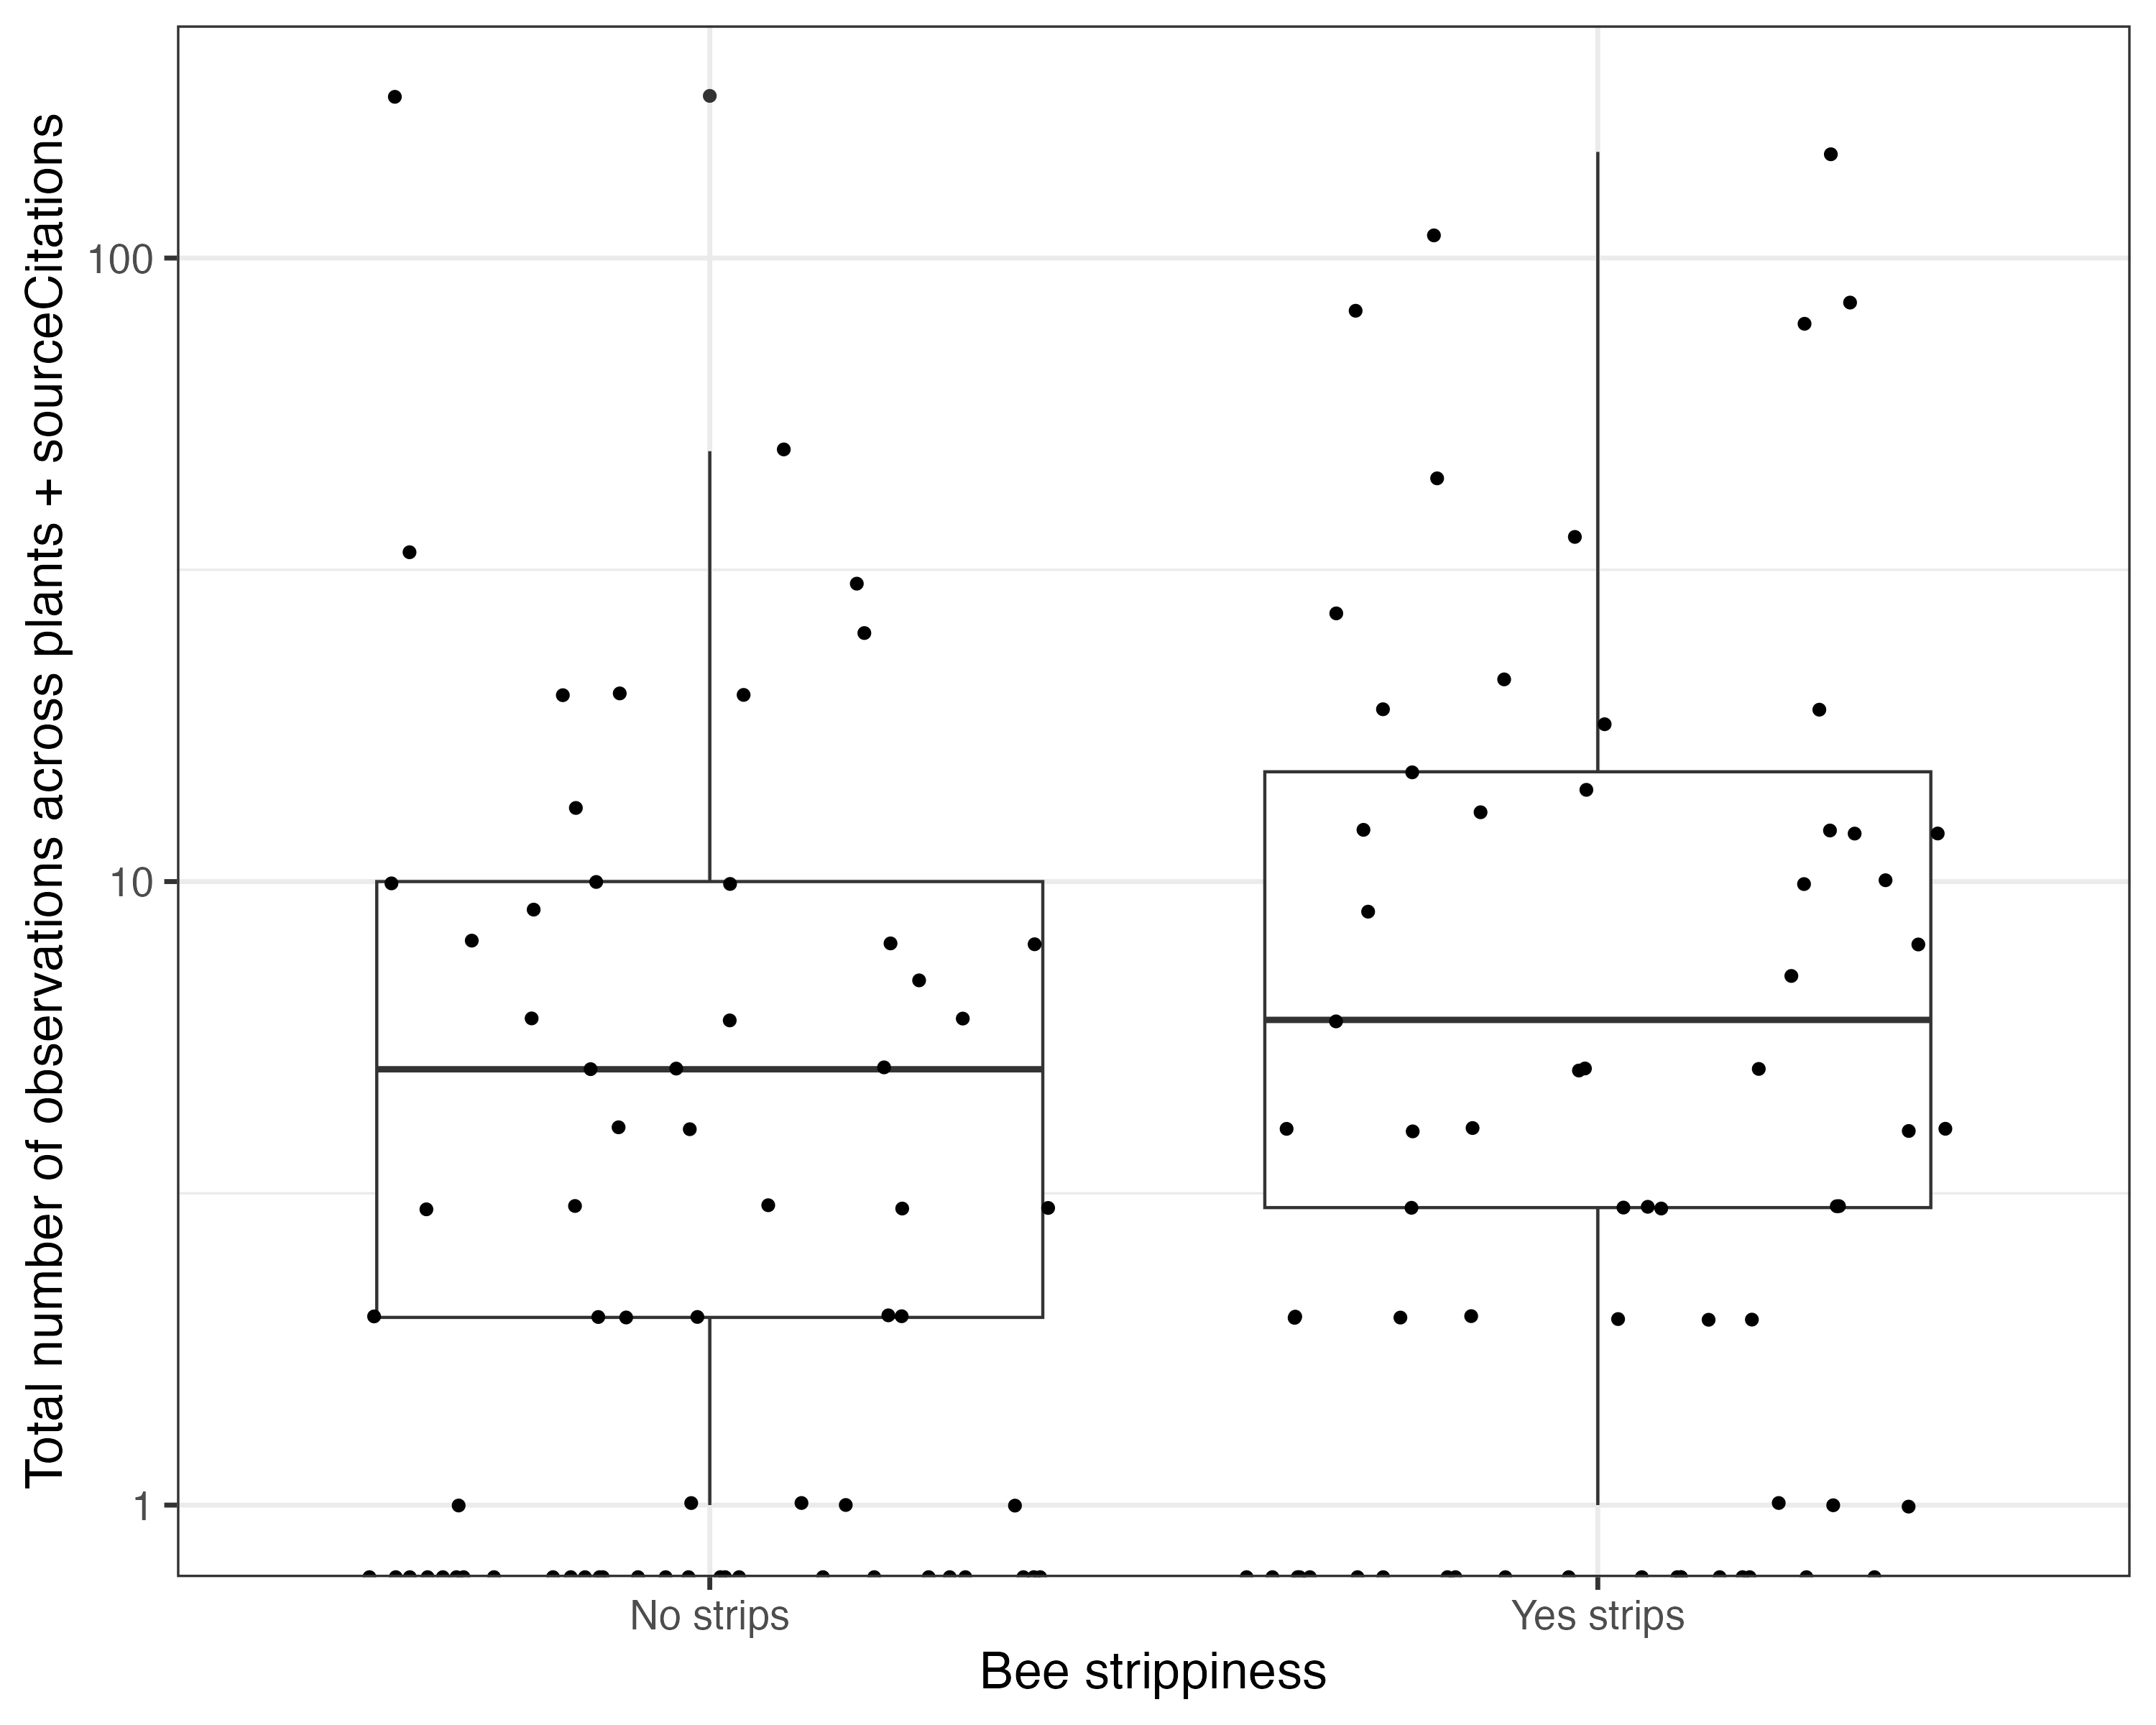 Total number of observations across plants + sourceCitations
100
10
1
No strips
Yes strips
Bee strippiness